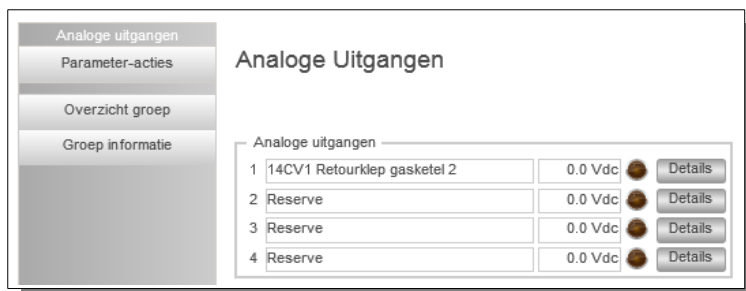 Analoge uitgangen
Parameter-acties
Overzicht groep
Groep informatie
Analoge Uitgangen
Analoge uitgangen
1 14CV1 Retourklep gasketel 2 0.0 Vdc Details
2 Reserve 0.0 Vdc Details
3 Reserve 0.0 Vdc Details
4 Reserve 0.0 Vdc Details